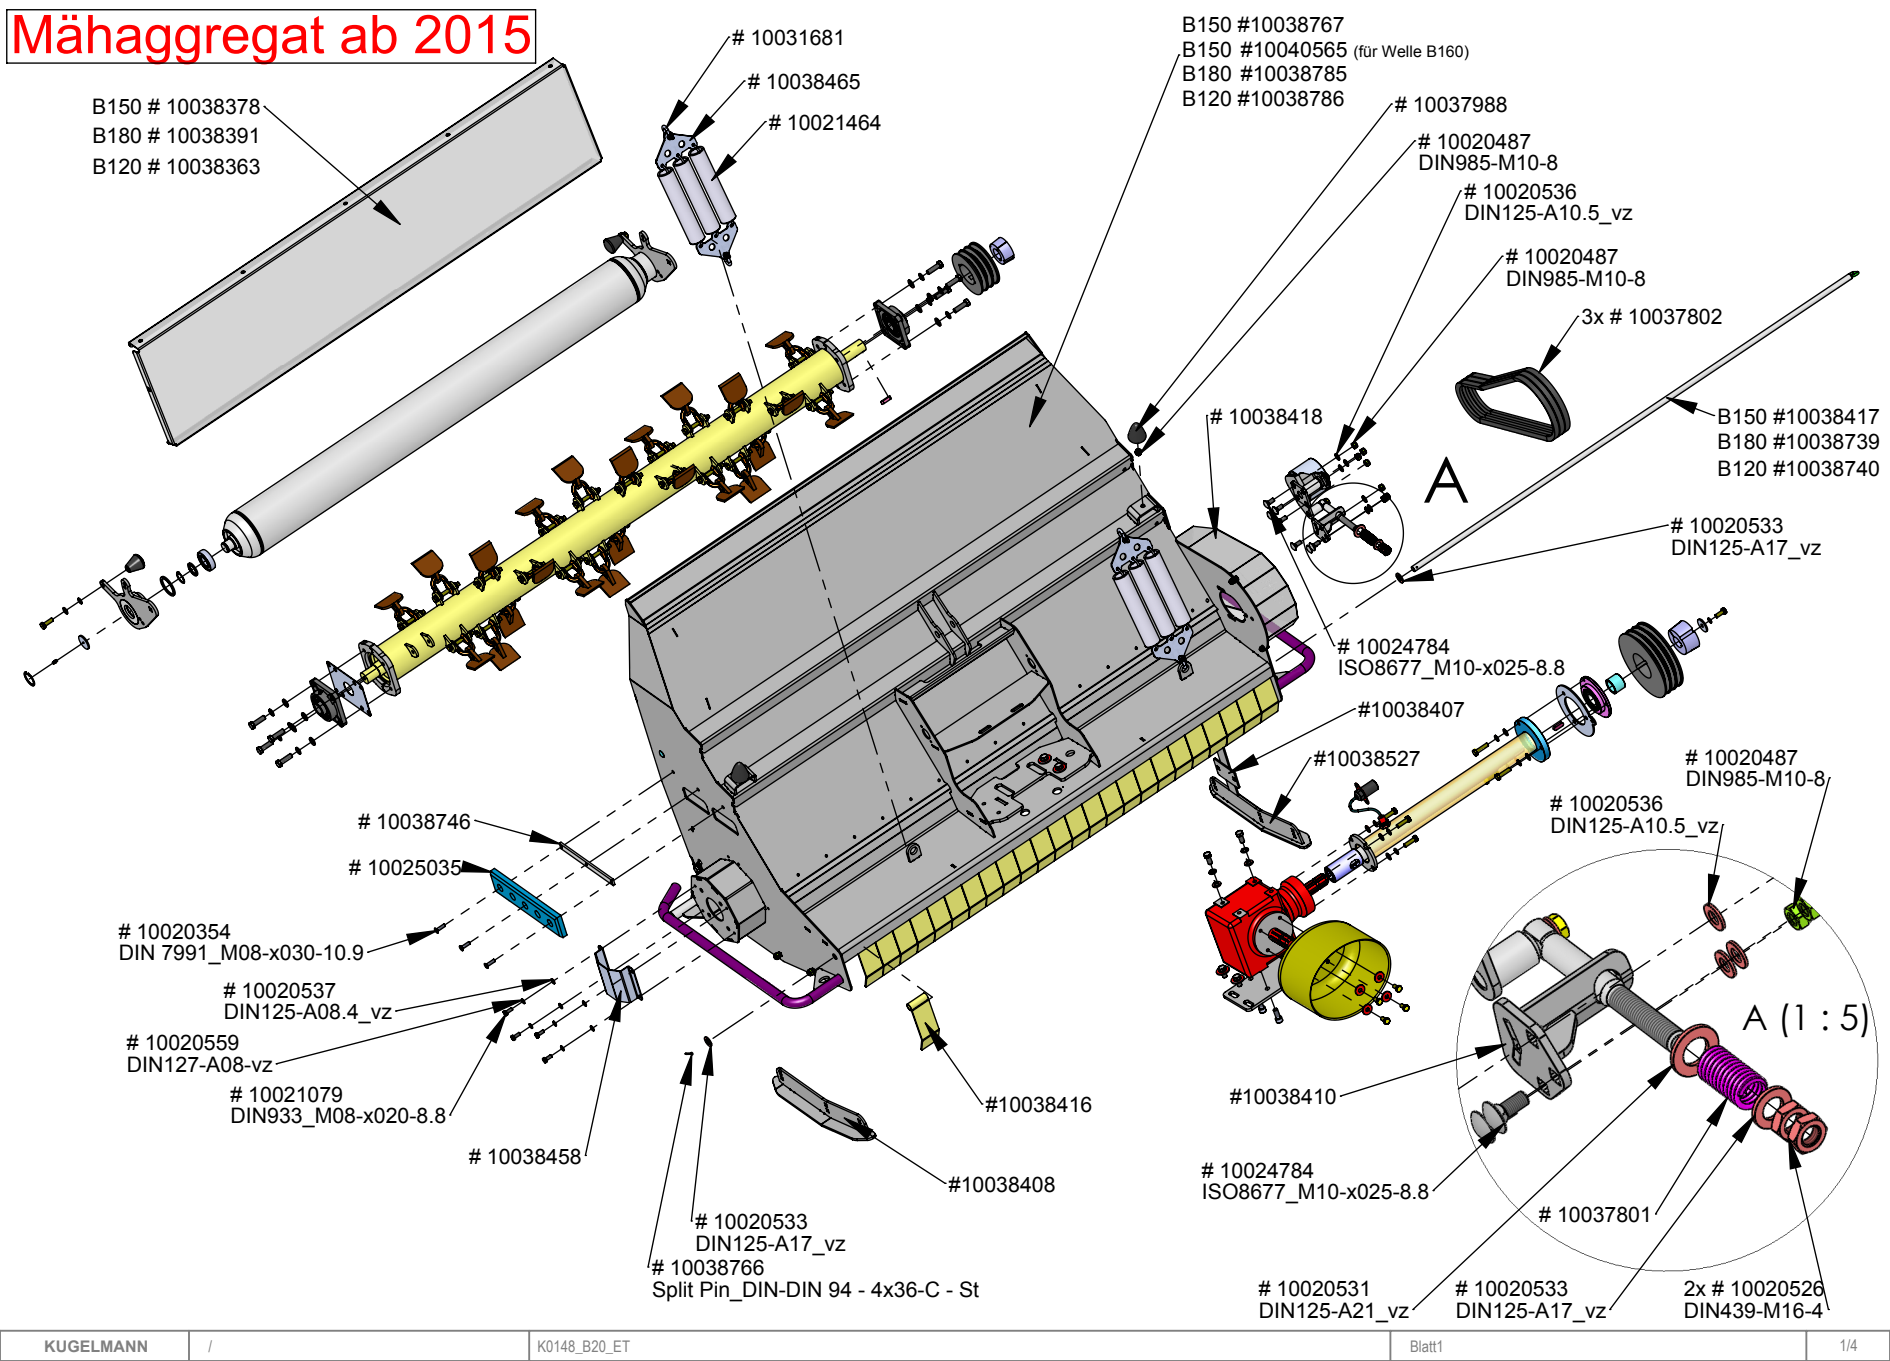 Mähaggregat ab 2015
B150 # 10038378
B180 # 10038391
B120 # 10038363
# 10031681
# 10038465
# 10021464
B150 #10038767
B150 #10040565 (für Welle B160)
B180 #10038785
B120 #10038786
# 10037988
# 10020487
DIN985-M10-8
# 10020536
DIN125-A10.5_vz
# 10020487
DIN985-M10-8
3x # 10037802
# 10038418
A
B150 #10038417
B180 #10038739
B120 #10038740
# 10020533
DIN125-A17_vz
# 10024784
ISO8677_M10-x025-8.8
#10038407
#10038527
# 10020487
DIN985-M10-8
# 10020536
DIN125-A10.5_vz
# 10038746
# 10025035
# 10020354
DIN 7991_M08-x030-10.9
# 10020537
DIN125-A08.4_vz
# 10020559
DIN127-A08-vz
# 10021079
DIN933_M08-x020-8.8
# 10038458
#10038416
#10038408
# 10020533
DIN125-A17_vz
# 10038766
Split Pin_DIN-DIN 94 - 4x36-C - St
A (1 : 5)
#10038410
# 10024784
ISO8677_M10-x025-8.8
# 10037801
# 10020531
DIN125-A21_vz
# 10020533
DIN125-A17_vz
2x # 10020526
DIN439-M16-4
KUGELMANN
/
K0148_B20_ET
Blatt1
1/4